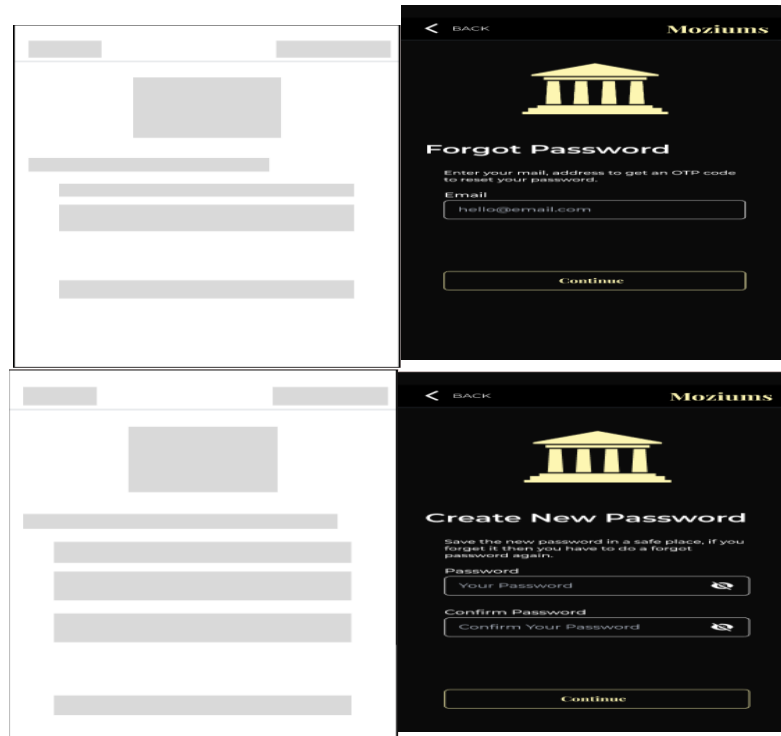 BACK
Moziums
Forgot Password
Enter your mail, address to get an OTP code
to reset your password.
Email
hello@email.com
Continue
BACK
Moziums
Create New Password
Save the new password in a safe place, if you
forget it then you have to do a forgot
password again.
Password
Your Password
Confirm Password
Confirm Your Password
Continue